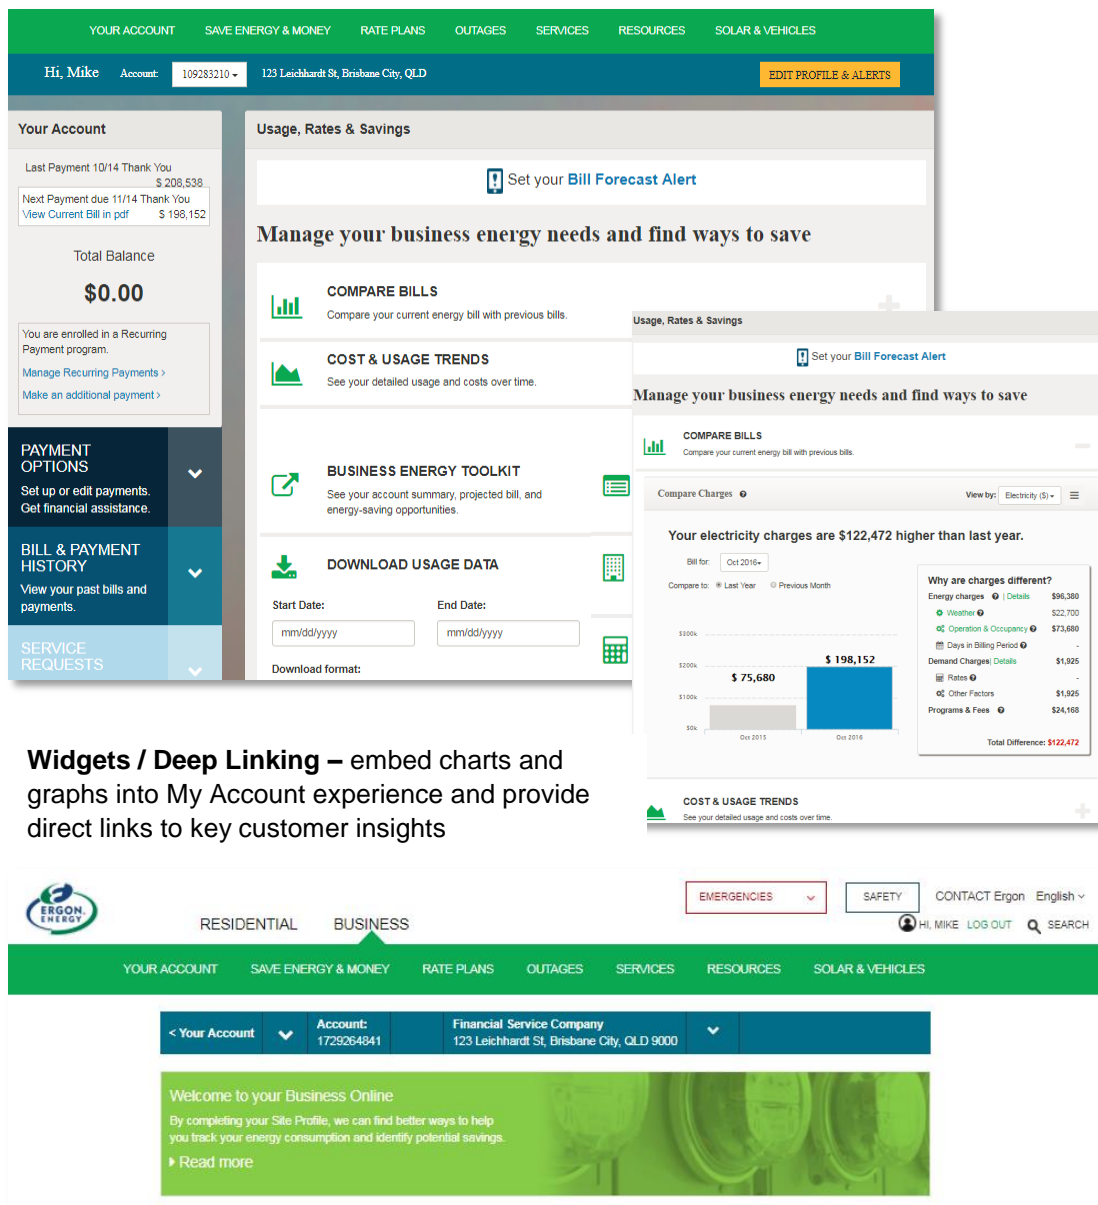 YOUR ACCOUNT SAVE ENERGY & MONEY RATE PLANS OUTAGES SERVICES RESOURCES SOLAR & VEHICLES
Hi, Mike Account: 109283210 123 Leichhardt St, Brisbane City, QLD EDIT PROFILE & ALERTS
Your Account
Last Payment 10/14 Thank You
$ 208,538
Next Payment due 11/14 Thank You
View Current Bill in pdf $ 198,152
Total Balance
$0.00
You are enrolled in a Recurring
Payment program.
Manage Recurring Payments >
Make an additional payment >
PAYMENT
OPTIONS
Set up or edit payments.
Get financial assistance.
BILL & PAYMENT
HISTORY
View your past bills and
payments.
SERVICE
REQUESTS
Usage, Rates & Savings
Set your Bill Forecast Alert
Manage your business energy needs and find ways to save
COMPARE BILLS
Compare your current energy bill with previous bills.
COST & USAGE TRENDS
See your detailed usage and costs over time.
BUSINESS ENERGY TOOLKIT
See your account summary, projected bill, and
energy-saving opportunities.
DOWNLOAD USAGE DATA
Start Date: End Date:
mm/dd/yyyy mm/dd/yyyy
Download format:
Usage, Rates & Savings
Set your Bill Forecast Alert
Manage your business energy needs and find ways to save
COMPARE BILLS
Compare your current energy bill with previous bills.
Compare Charges View by: Electricity ($)
Your electricity charges are $122,472 higher than last year.
Bill for: Oct 2016
Compare to: Last Year Previous Month
$300k
$200k
$100k
$0k
$ 75,680
$ 198,152
Oct 2015 Oct 2016
Why are charges different?
Energy charges | Details $96,380
Weather $22,700
Operation & Occupancy $73,680
Days in Billing Period -
Demand Charges| Details $1,925
Rates -
Other Factors $1,925
Programs & Fees $24,168
Total Difference: $122,472
COST & USAGE TRENDS
See your detailed usage and costs over time.
Widgets / Deep Linking – embed charts and
graphs into My Account experience and provide
direct links to key customer insights
ERGON
ENERGY
RESIDENTIAL BUSINESS
EMERGENCIES SAFETY CONTACT Ergon English
HI, MIKE LOG OUT SEARCH
YOUR ACCOUNT SAVE ENERGY & MONEY RATE PLANS OUTAGES SERVICES RESOURCES SOLAR & VEHICLES
< Your Account
Account:
1729264841
Financial Service Company
123 Leichhardt St, Brisbane City, QLD 9000
Welcome to your Business Online
By completing your Site Profile, we can find better ways to help
you track your energy consumption and identify potential savings.
Read more